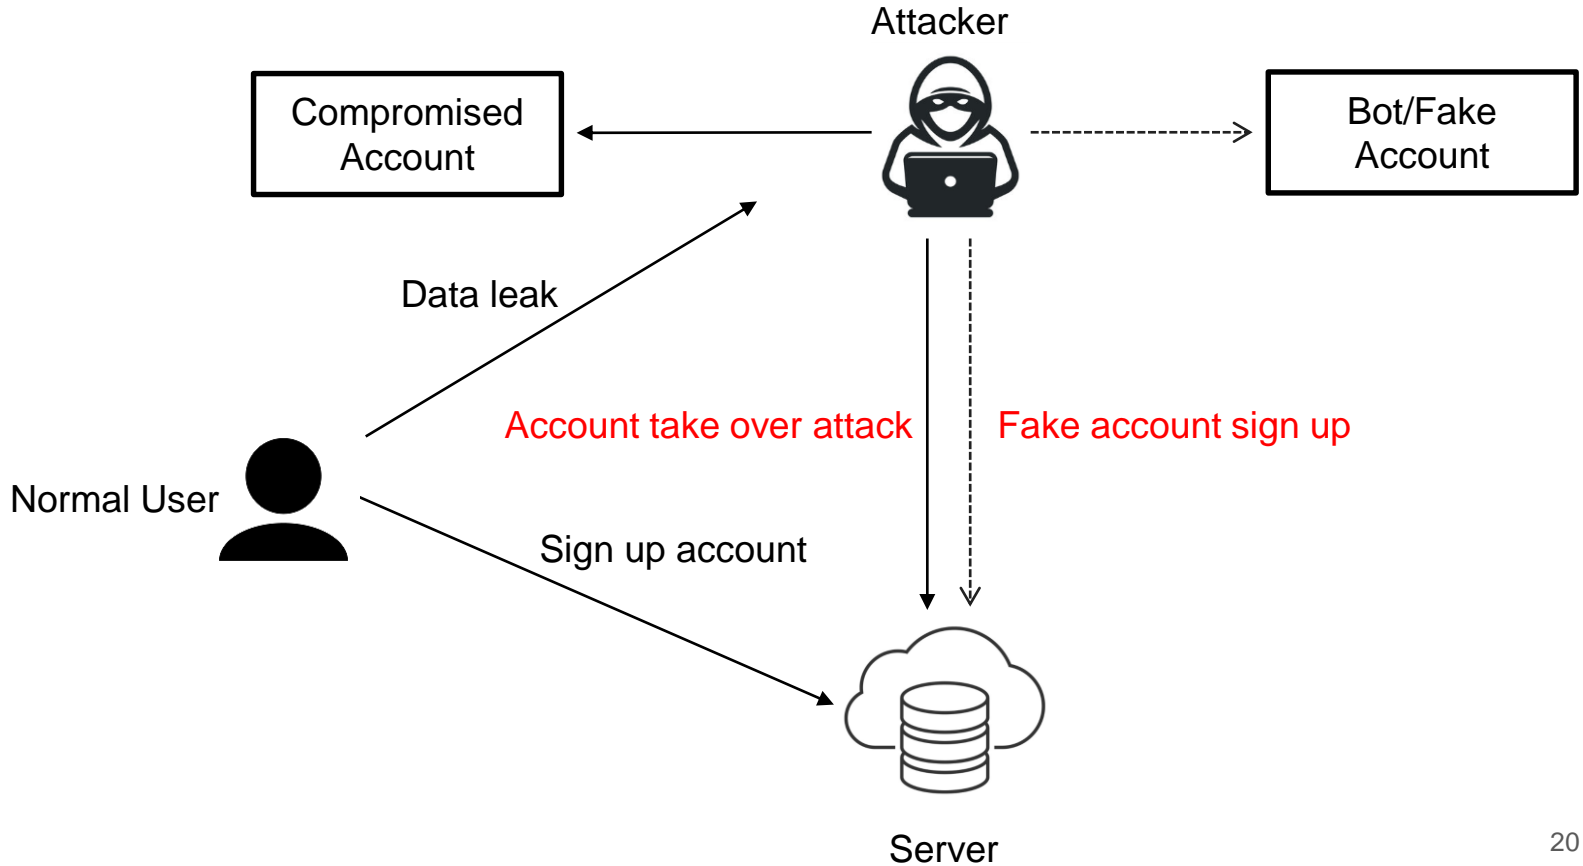 Attacker
Compromised
Account
Bot/Fake
Account
Data leak
Account take over attack
Fake account sign up
Normal User
Sign up account
Server
20